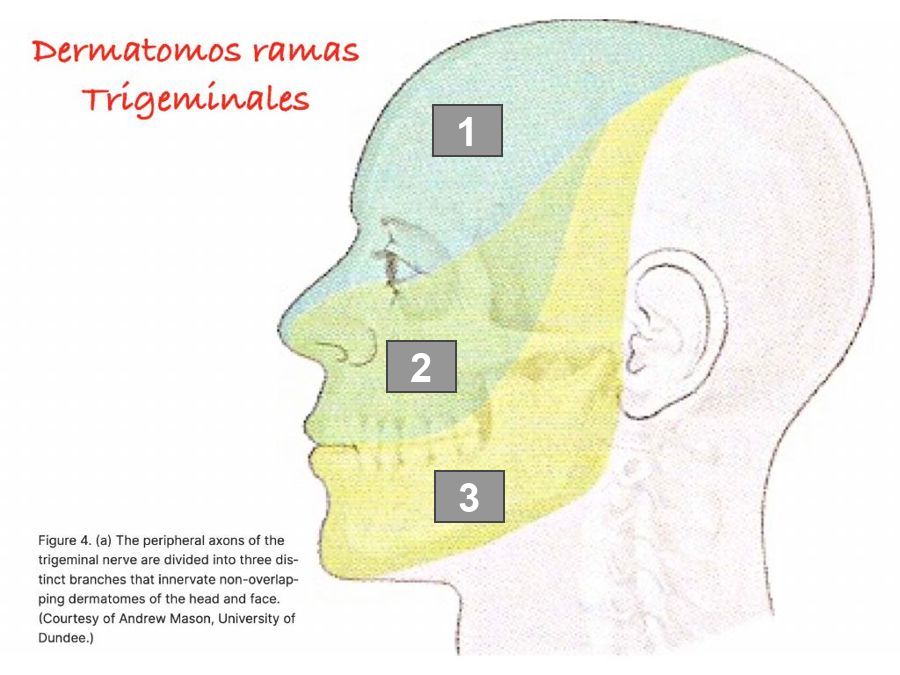 Dermatomos ramas
Trigeminales
1
2
3
Figure 4. (a) The peripheral axons of the
trigeminal nerve are divided into three dis-
tinct branches that innervate non-overlap-
ping dermatomes of the head and face.
(Courtesy of Andrew Mason, University of
Dundee.)